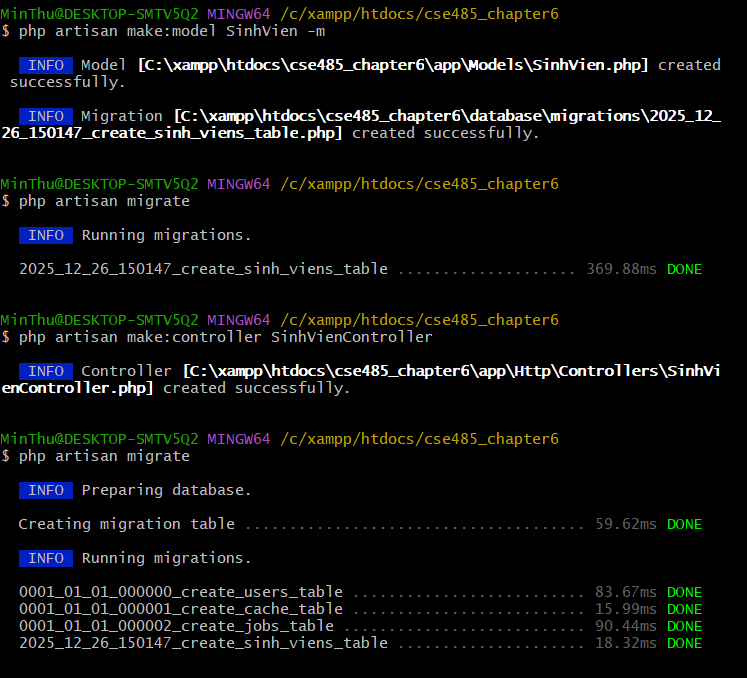 MinThu@DESKTOP-SMTV5Q2 MINGW64 /c/xampp/htdocs/cse485_chapter6
$ php artisan make:model SinhVien -m
INFO  Model [C:\xampp\htdocs\cse485_chapter6\app\Models\SinhVien.php] created
successfully.
INFO  Migration [C:\xampp\htdocs\cse485_chapter6\database\migrations\2025_12_
26_150147_create_sinh_viens_table.php] created successfully.
MinThu@DESKTOP-SMTV5Q2 MINGW64 /c/xampp/htdocs/cse485_chapter6
$ php artisan migrate
INFO  Running migrations.
2025_12_26_150147_create_sinh_viens_table .................... 369.88ms DONE
MinThu@DESKTOP-SMTV5Q2 MINGW64 /c/xampp/htdocs/cse485_chapter6
$ php artisan make:controller SinhVienController
INFO  Controller [C:\xampp\htdocs\cse485_chapter6\app\Http\Controllers\SinhVi
enController.php] created successfully.
MinThu@DESKTOP-SMTV5Q2 MINGW64 /c/xampp/htdocs/cse485_chapter6
$ php artisan migrate
INFO  Preparing database.
Creating migration table ...................................... 59.62ms DONE
INFO  Running migrations.
0001_01_01_000000_create_users_table .......................... 83.67ms DONE
0001_01_01_000001_create_cache_table .......................... 15.99ms DONE
0001_01_01_000002_create_jobs_table ........................... 90.44ms DONE
2025_12_26_150147_create_sinh_viens_table ..................... 18.32ms DONE